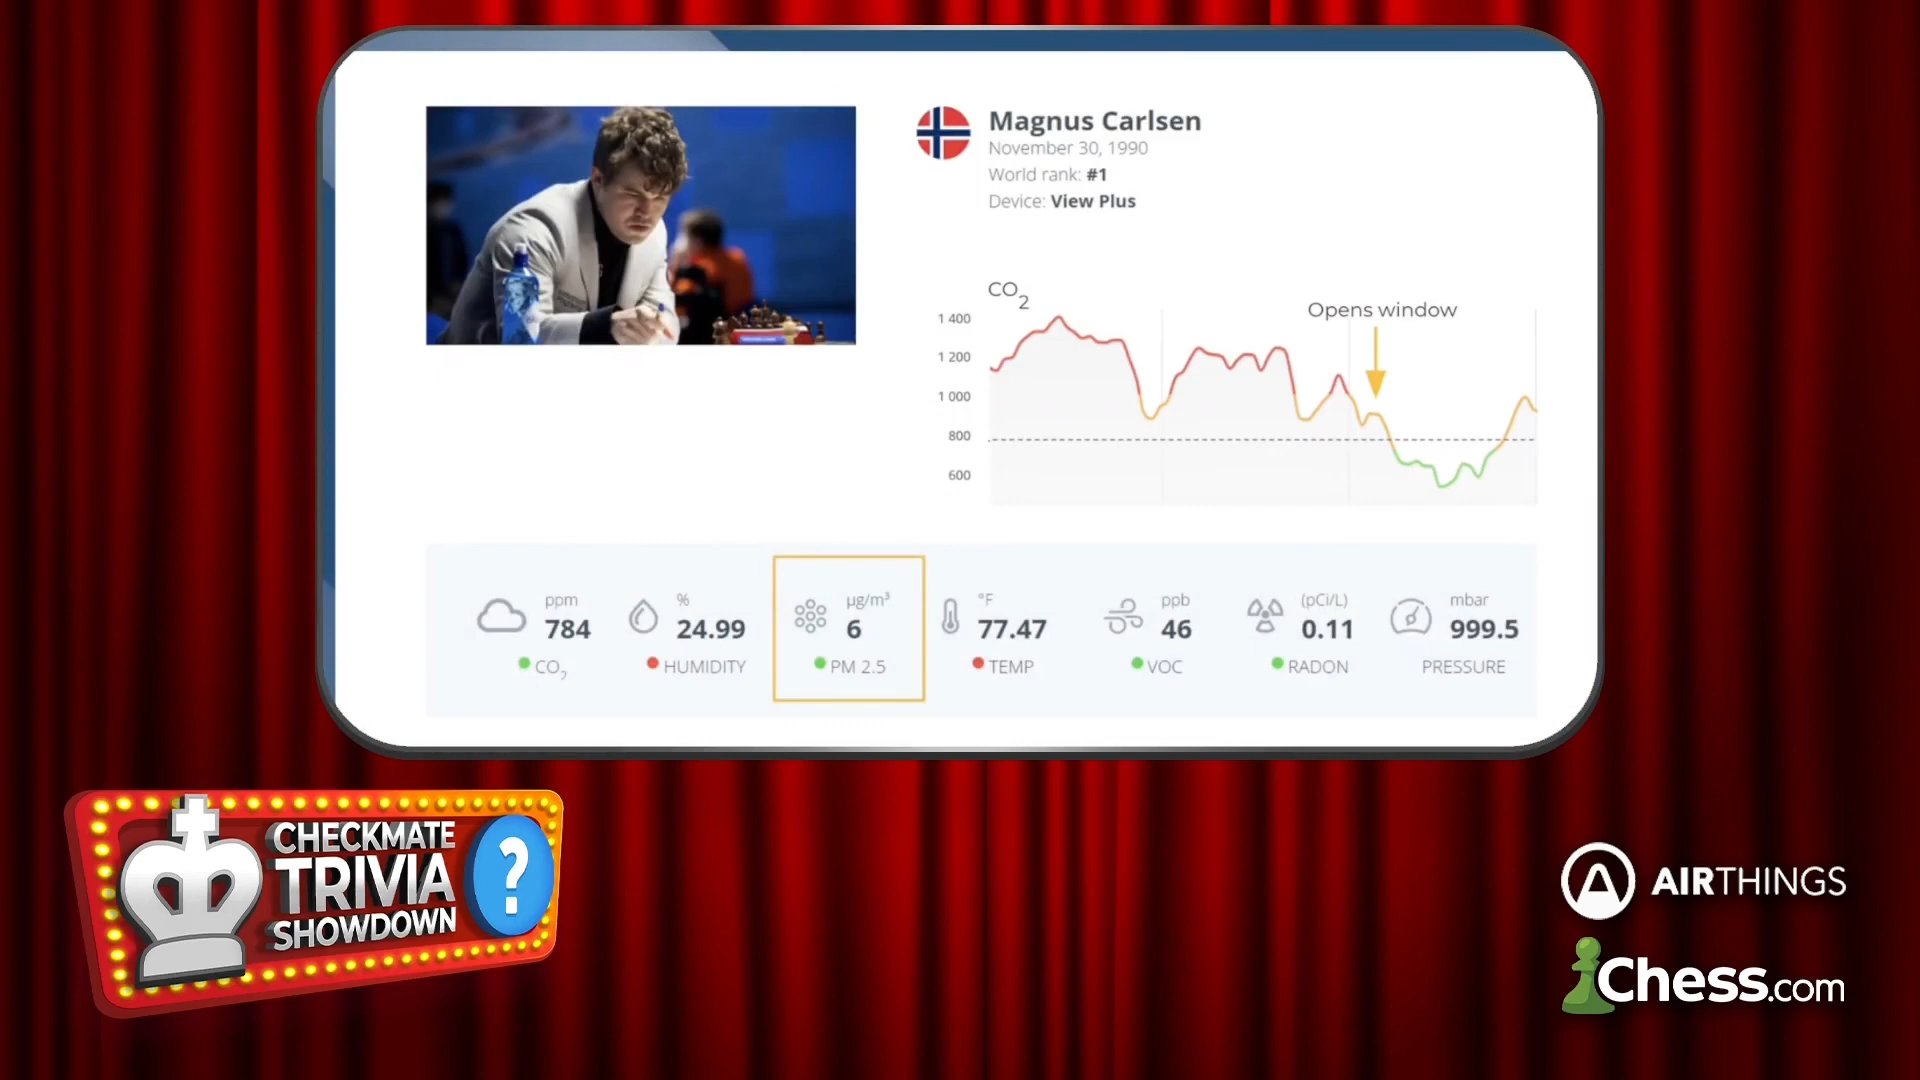 Magnus Carlsen
November 30, 1990
World rank: #1
Device: View Plus
CO2
Opens window
1 400
1 200
1 000
800
600
ppm
784
CO2
%
24.99
HUMIDITY
µg/m³
6
PM 2.5
°F
77.47
TEMP
ppb
46
VOC
(pCi/L)
0.11
RADON
mbar
999.5
PRESSURE
CHECKMATE
TRIVIA
SHOWDOWN
?
AIRTHINGS
Chess.com